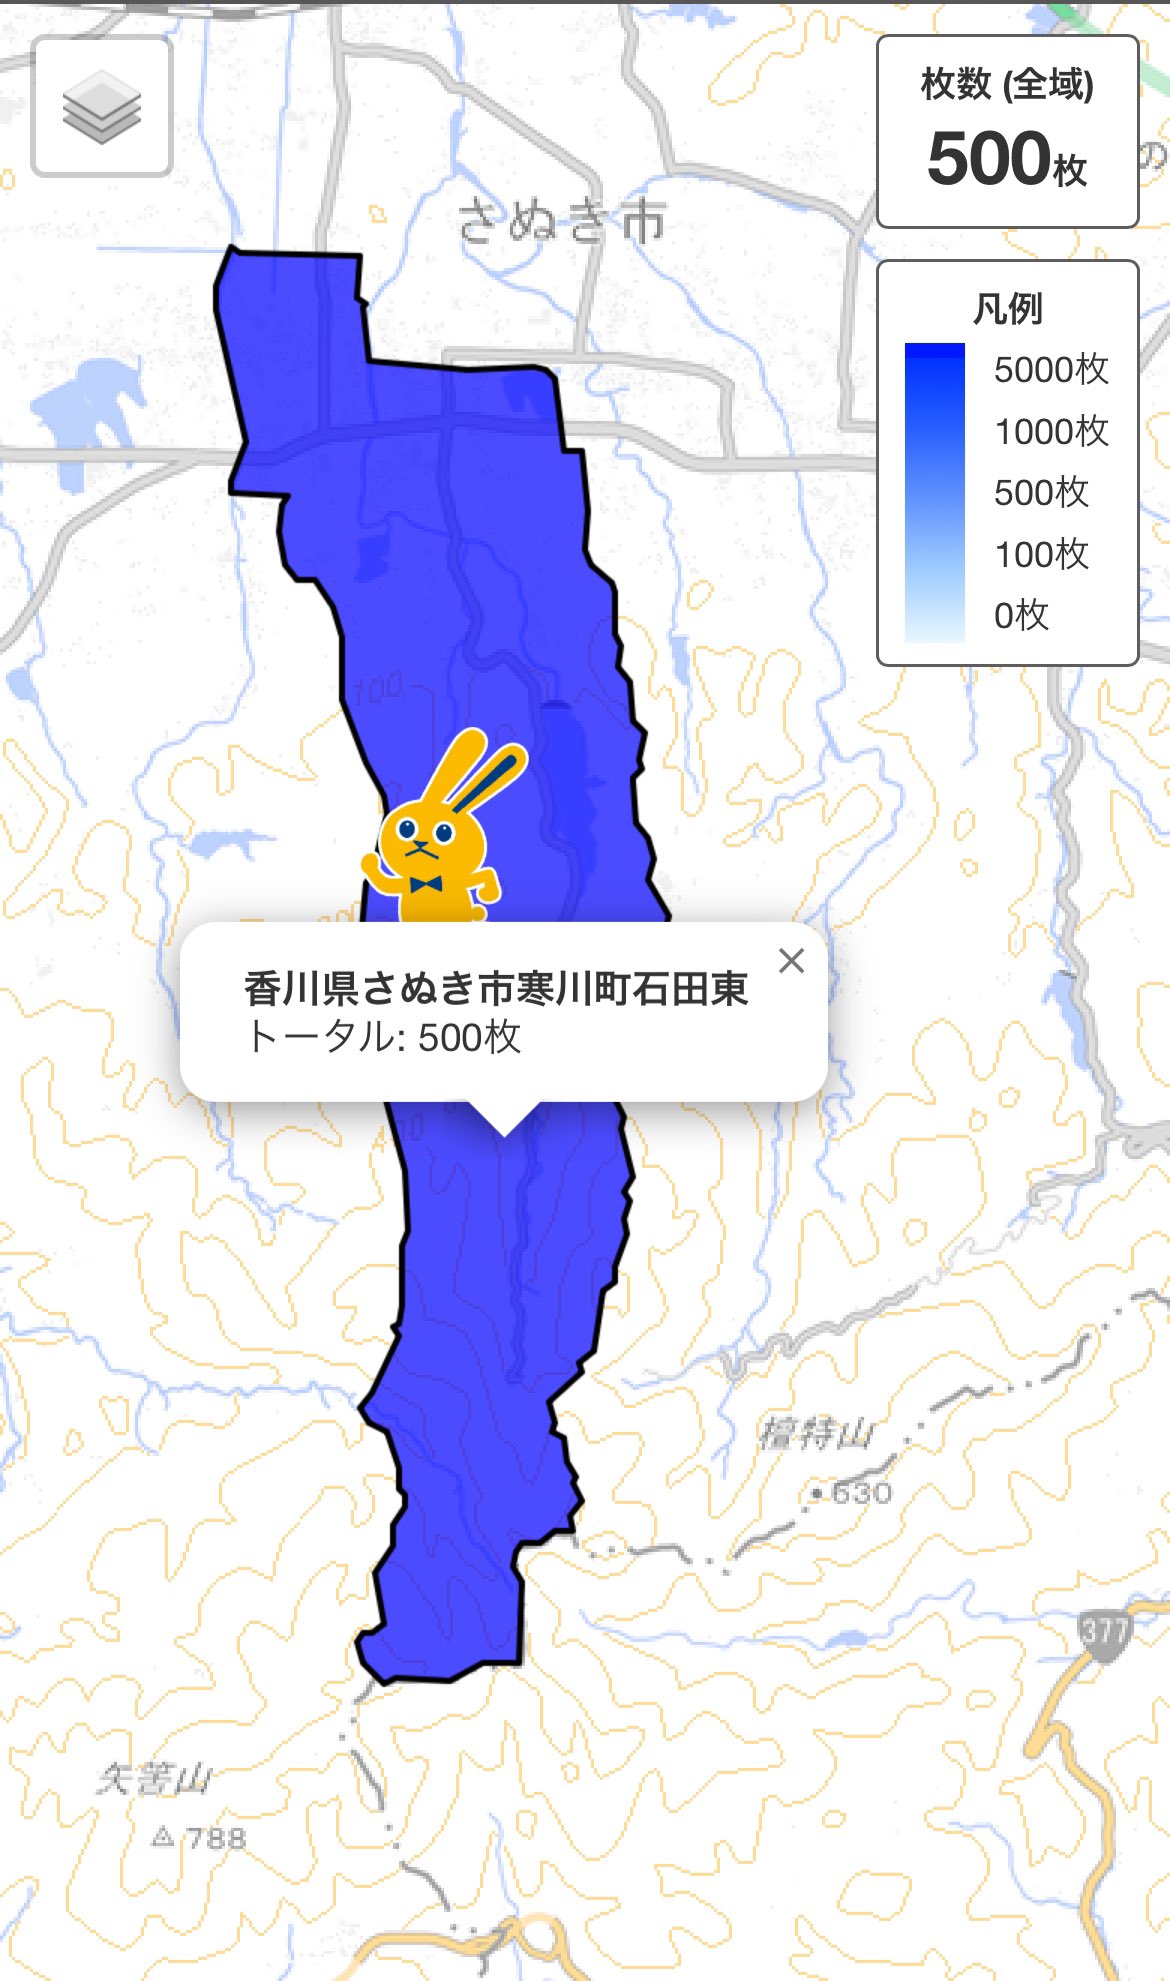 枚数 (全域)
500枚
の
さぬき市
凡例
5000枚
1000枚
500枚
100枚
0枚
100
香川県さぬき市寒川町石田東
トータル: 500枚
檀特山
630
377
矢筈山
788